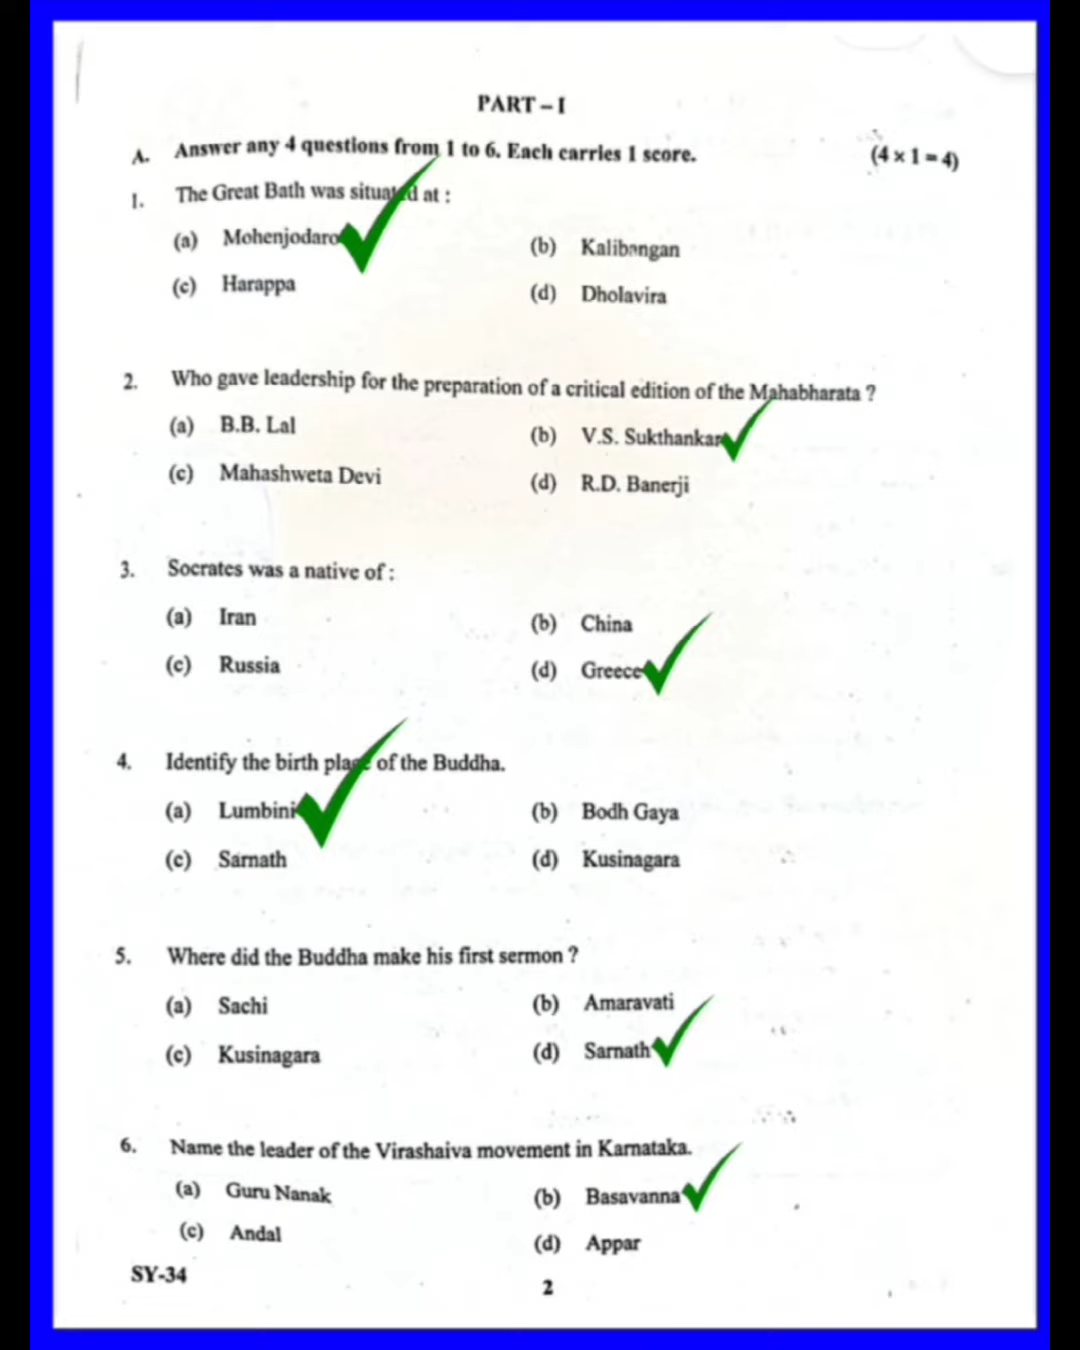 PART – I
A. Answer any 4 questions from 1 to 6. Each carries 1 score. (4 × 1 = 4)
1. The Great Bath was situated at :
(a) Mohenjodaro (b) Kalibangan
(c) Harappa (d) Dholavira
2. Who gave leadership for the preparation of a critical edition of the Mahabharata ?
(a) B.B. Lal (b) V.S. Sukthankar
(c) Mahashweta Devi (d) R.D. Banerji
3. Socrates was a native of :
(a) Iran (b) China
(c) Russia (d) Greece
4. Identify the birth place of the Buddha.
(a) Lumbini (b) Bodh Gaya
(c) Sarnath (d) Kusinagara
5. Where did the Buddha make his first sermon ?
(a) Sachi (b) Amaravati
(c) Kusinagara (d) Sarnath
6. Name the leader of the Virashaiva movement in Karnataka.
(a) Guru Nanak (b) Basavanna
(c) Andal (d) Appar
SY-34
2